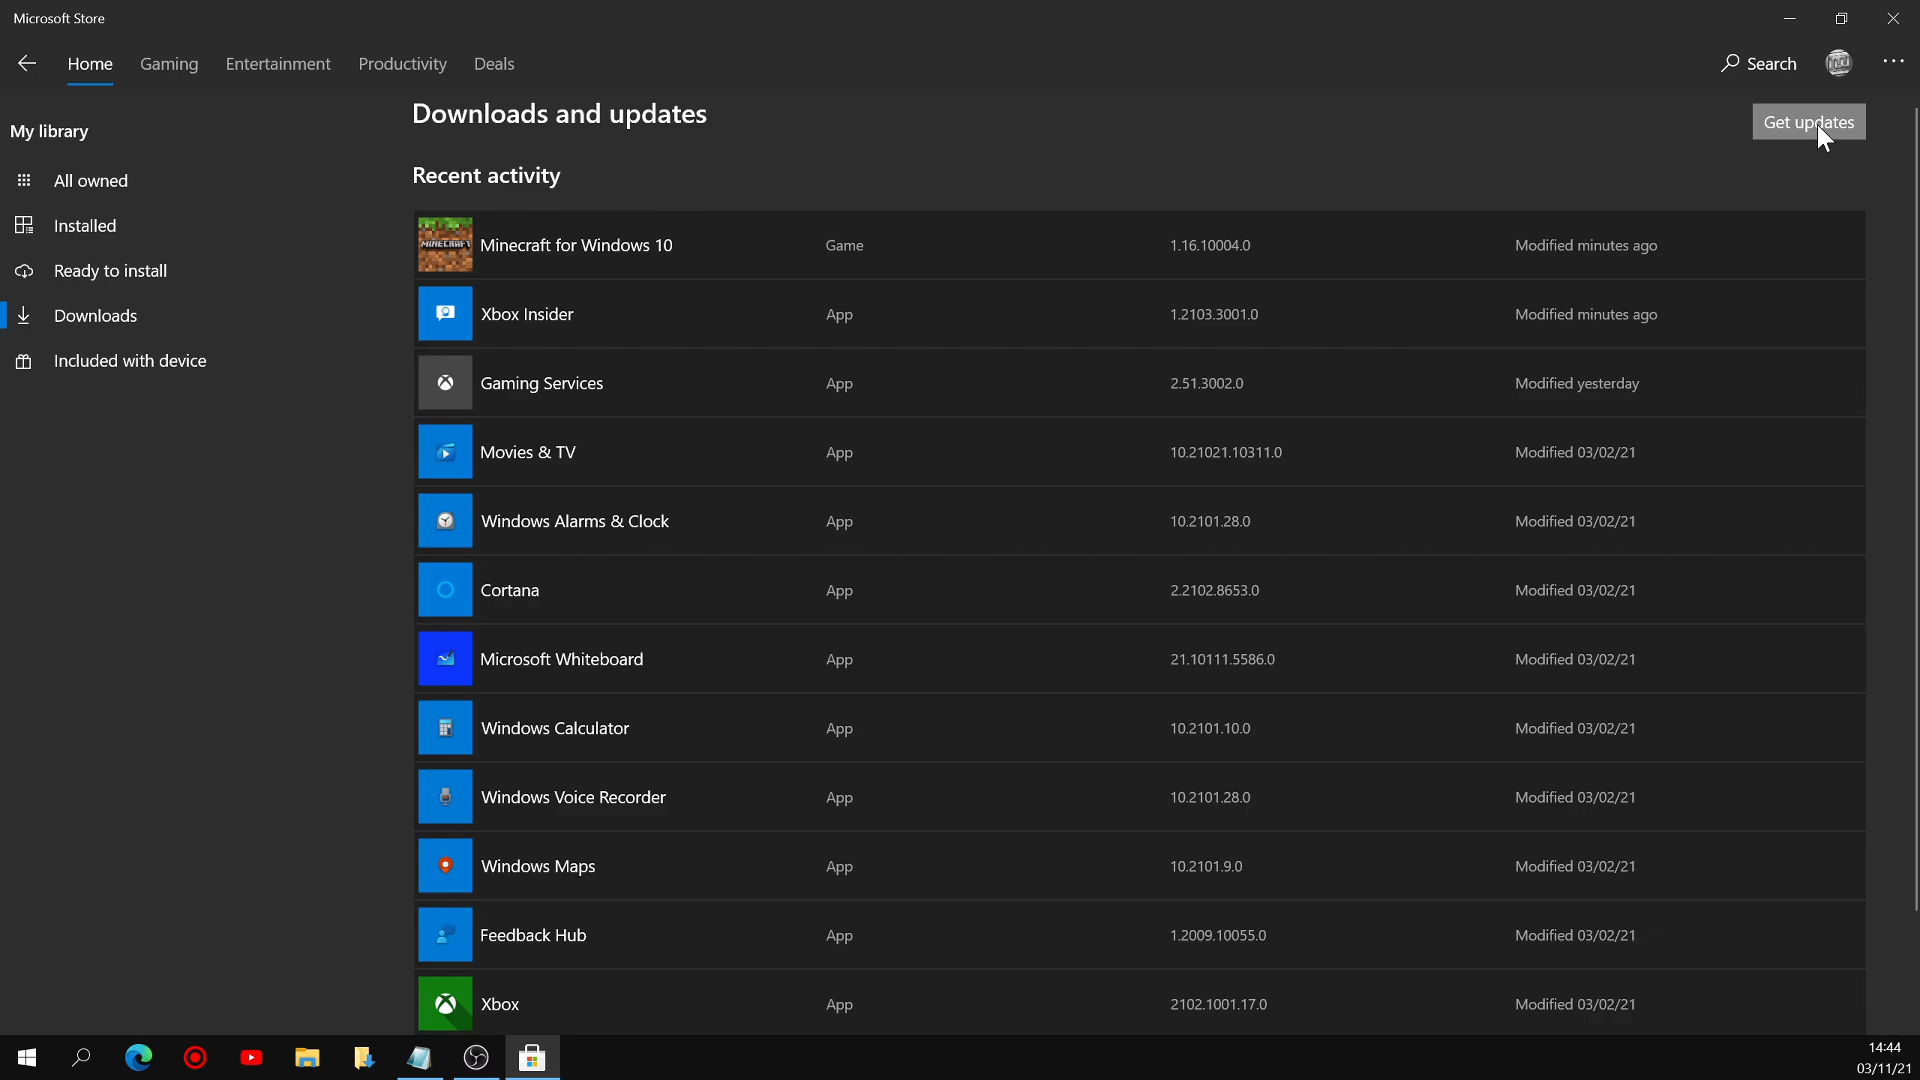 Microsoft Store
Home Gaming Entertainment Productivity Deals Search
My library
All owned
Installed
Ready to install
Downloads
Included with device
Downloads and updates
Get updates
Recent activity
MINECRAFT
Minecraft for Windows 10 Game 1.16.10004.0 Modified minutes ago
Xbox Insider App 1.2103.3001.0 Modified minutes ago
Gaming Services App 2.51.3002.0 Modified yesterday
Movies & TV App 10.21021.10311.0 Modified 03/02/21
Windows Alarms & Clock App 10.2101.28.0 Modified 03/02/21
Cortana App 2.2102.8653.0 Modified 03/02/21
Microsoft Whiteboard App 21.10111.5586.0 Modified 03/02/21
Windows Calculator App 10.2101.10.0 Modified 03/02/21
Windows Voice Recorder App 10.2101.28.0 Modified 03/02/21
Windows Maps App 10.2101.9.0 Modified 03/02/21
Feedback Hub App 1.2009.10055.0 Modified 03/02/21
Xbox App 2102.1001.17.0 Modified 03/02/21
14:44
03/11/21